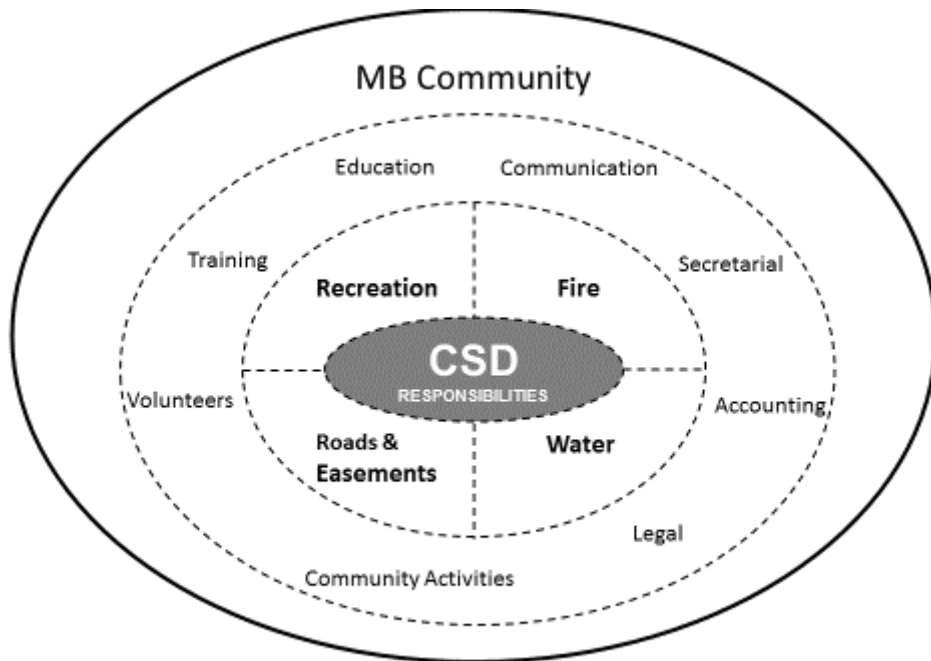 MB Community
Education
Communication
Training
Secretarial
Recreation
Fire
CSD
RESPONSIBILITIES
Volunteers
Accounting
Roads &
Easements
Water
Legal
Community Activities